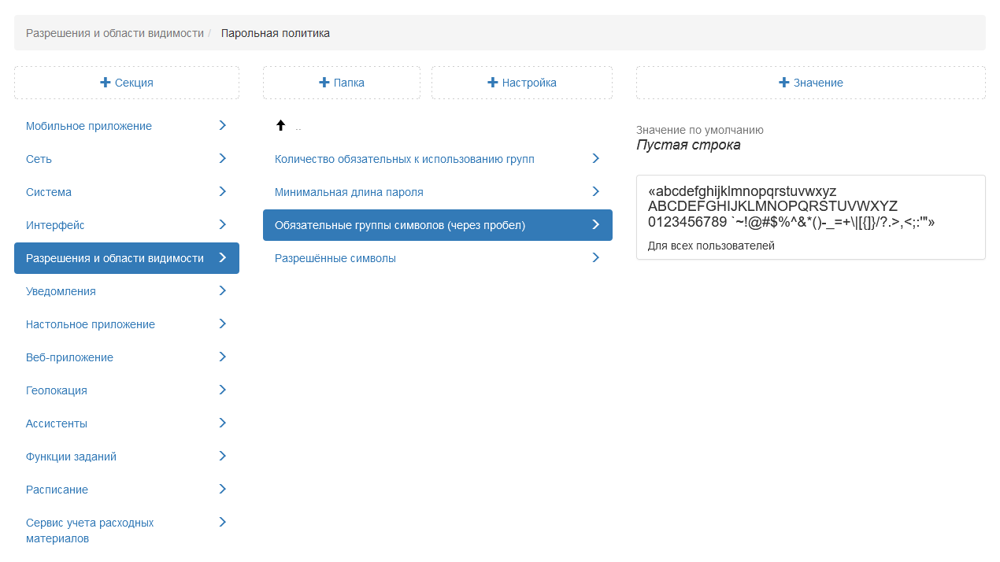 Разрешения и области видимости / Парольная политика
Секция
Папка
Настройка
Значение
Мобильное приложение
Сеть
Система
Интерфейс
Разрешения и области видимости
Уведомления
Настольное приложение
Веб-приложение
Геолокация
Ассистенты
Функции заданий
Расписание
Сервис учета расходных
материалов
..
Количество обязательных к использованию групп
Минимальная длина пароля
Обязательные группы символов (через пробел)
Разрешённые символы
Значение по умолчанию
Пустая строка
«abcdefghijklmnopqrstuvwxyz
ABCDEFGHIJKLMNOPQRSTUVWXYZ
0123456789 `~!@#$%^&*()-_=+\|[{]}/?.>,<;:'"»
Для всех пользователей